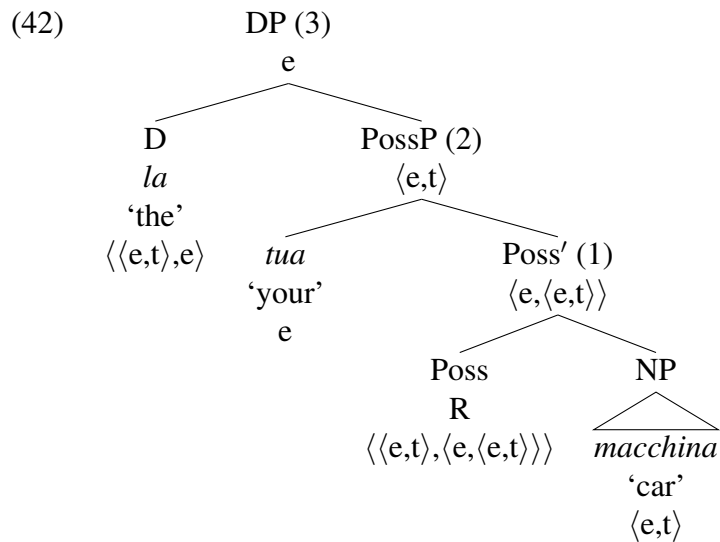 (42) DP (3)
e
D PossP (2)
la ⟨e,t⟩
‘the’
⟨⟨e,t⟩,e⟩ tua Poss′ (1)
‘your’ ⟨e,⟨e,t⟩⟩
e
Poss NP
R
⟨⟨e,t⟩,⟨e,⟨e,t⟩⟩⟩ macchina
‘car’
⟨e,t⟩